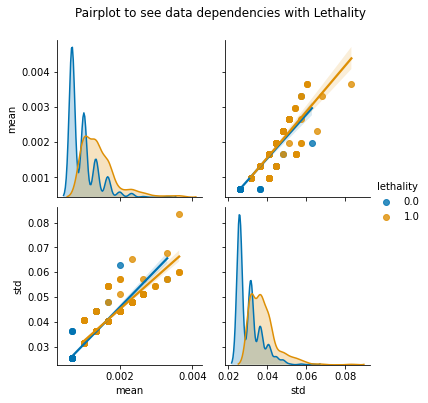 Pairplot to see data dependencies with Lethality
0.004
0.003
0.002
0.001
mean
lethality
0.0
1.0
0.08
0.07
0.06
0.05
0.04
0.03
std
0.002 0.004
mean
0.02 0.04 0.06 0.08
std